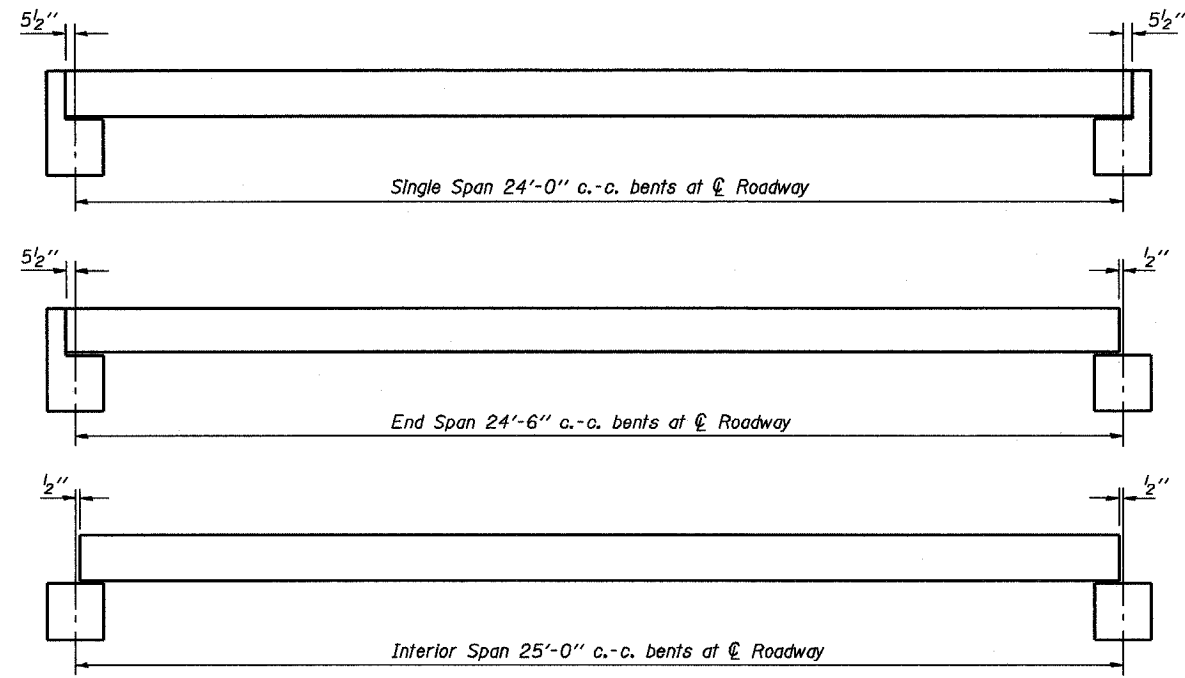 5½" 5½"
Single Span 24'-0" c.-c. bents at ℄ Roadway
5½" ½"
End Span 24'-6" c.-c. bents at ℄ Roadway
½" ½"
Interior Span 25'-0" c.-c. bents at ℄ Roadway